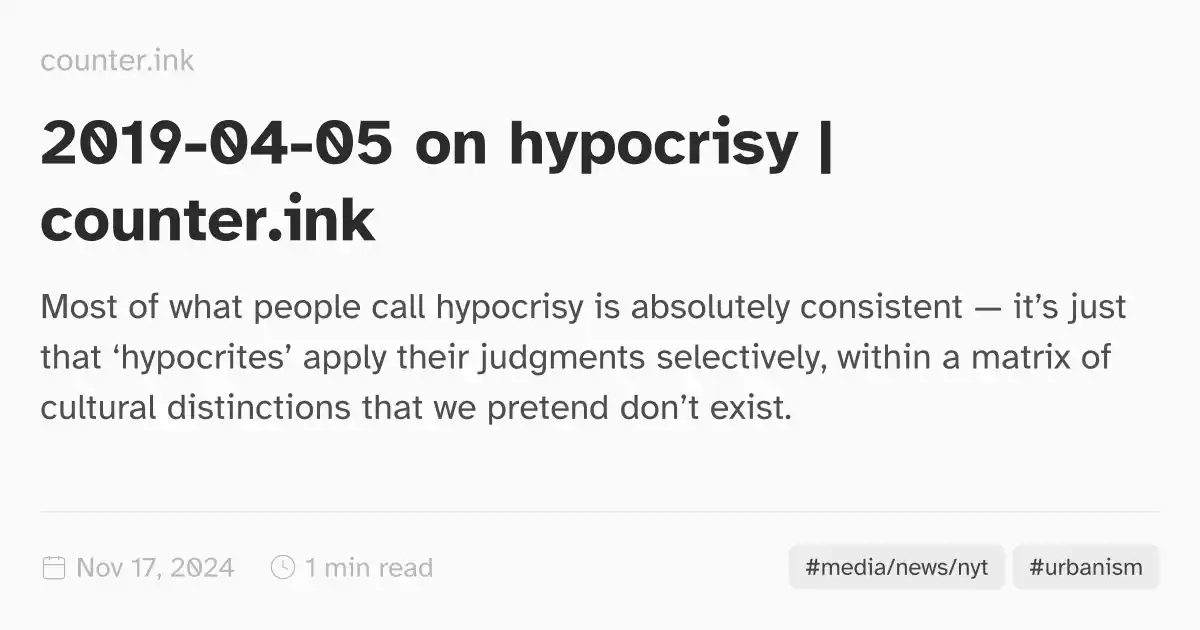 counter.ink
2019-04-05 on hypocrisy |
counter.ink
Most of what people call hypocrisy is absolutely consistent — it’s just
that ‘hypocrites’ apply their judgments selectively, within a matrix of
cultural distinctions that we pretend don’t exist.
Nov 17, 2024 1 min read #media/news/nyt #urbanism